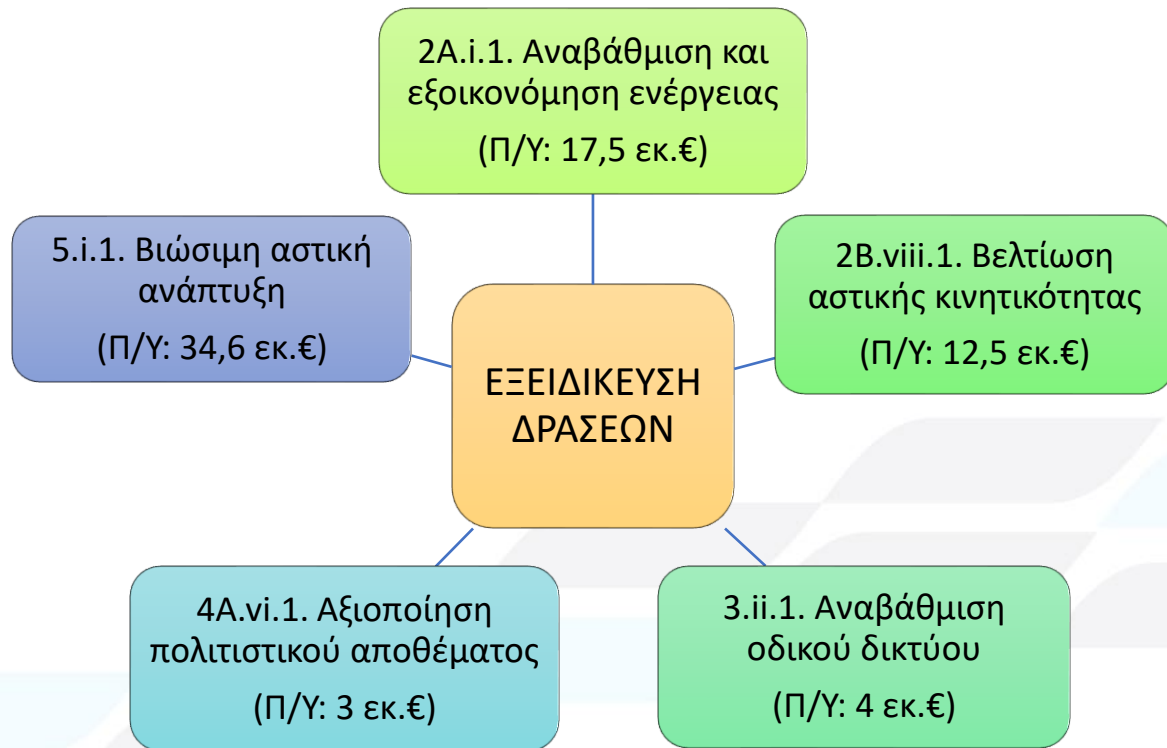 2Α.i.1. Αναβάθμιση και
εξοικονόμηση ενέργειας
(Π/Υ: 17,5 εκ.€)
5.i.1. Βιώσιμη αστική
ανάπτυξη
(Π/Υ: 34,6 εκ.€)
2Β.viii.1. Βελτίωση
αστικής κινητικότητας
(Π/Υ: 12,5 εκ.€)
ΕΞΕΙΔΙΚΕΥΣΗ
ΔΡΑΣΕΩΝ
4Α.vi.1. Αξιοποίηση
πολιτιστικού αποθέματος
(Π/Υ: 3 εκ.€)
3.ii.1. Αναβάθμιση
οδικού δικτύου
(Π/Υ: 4 εκ.€)